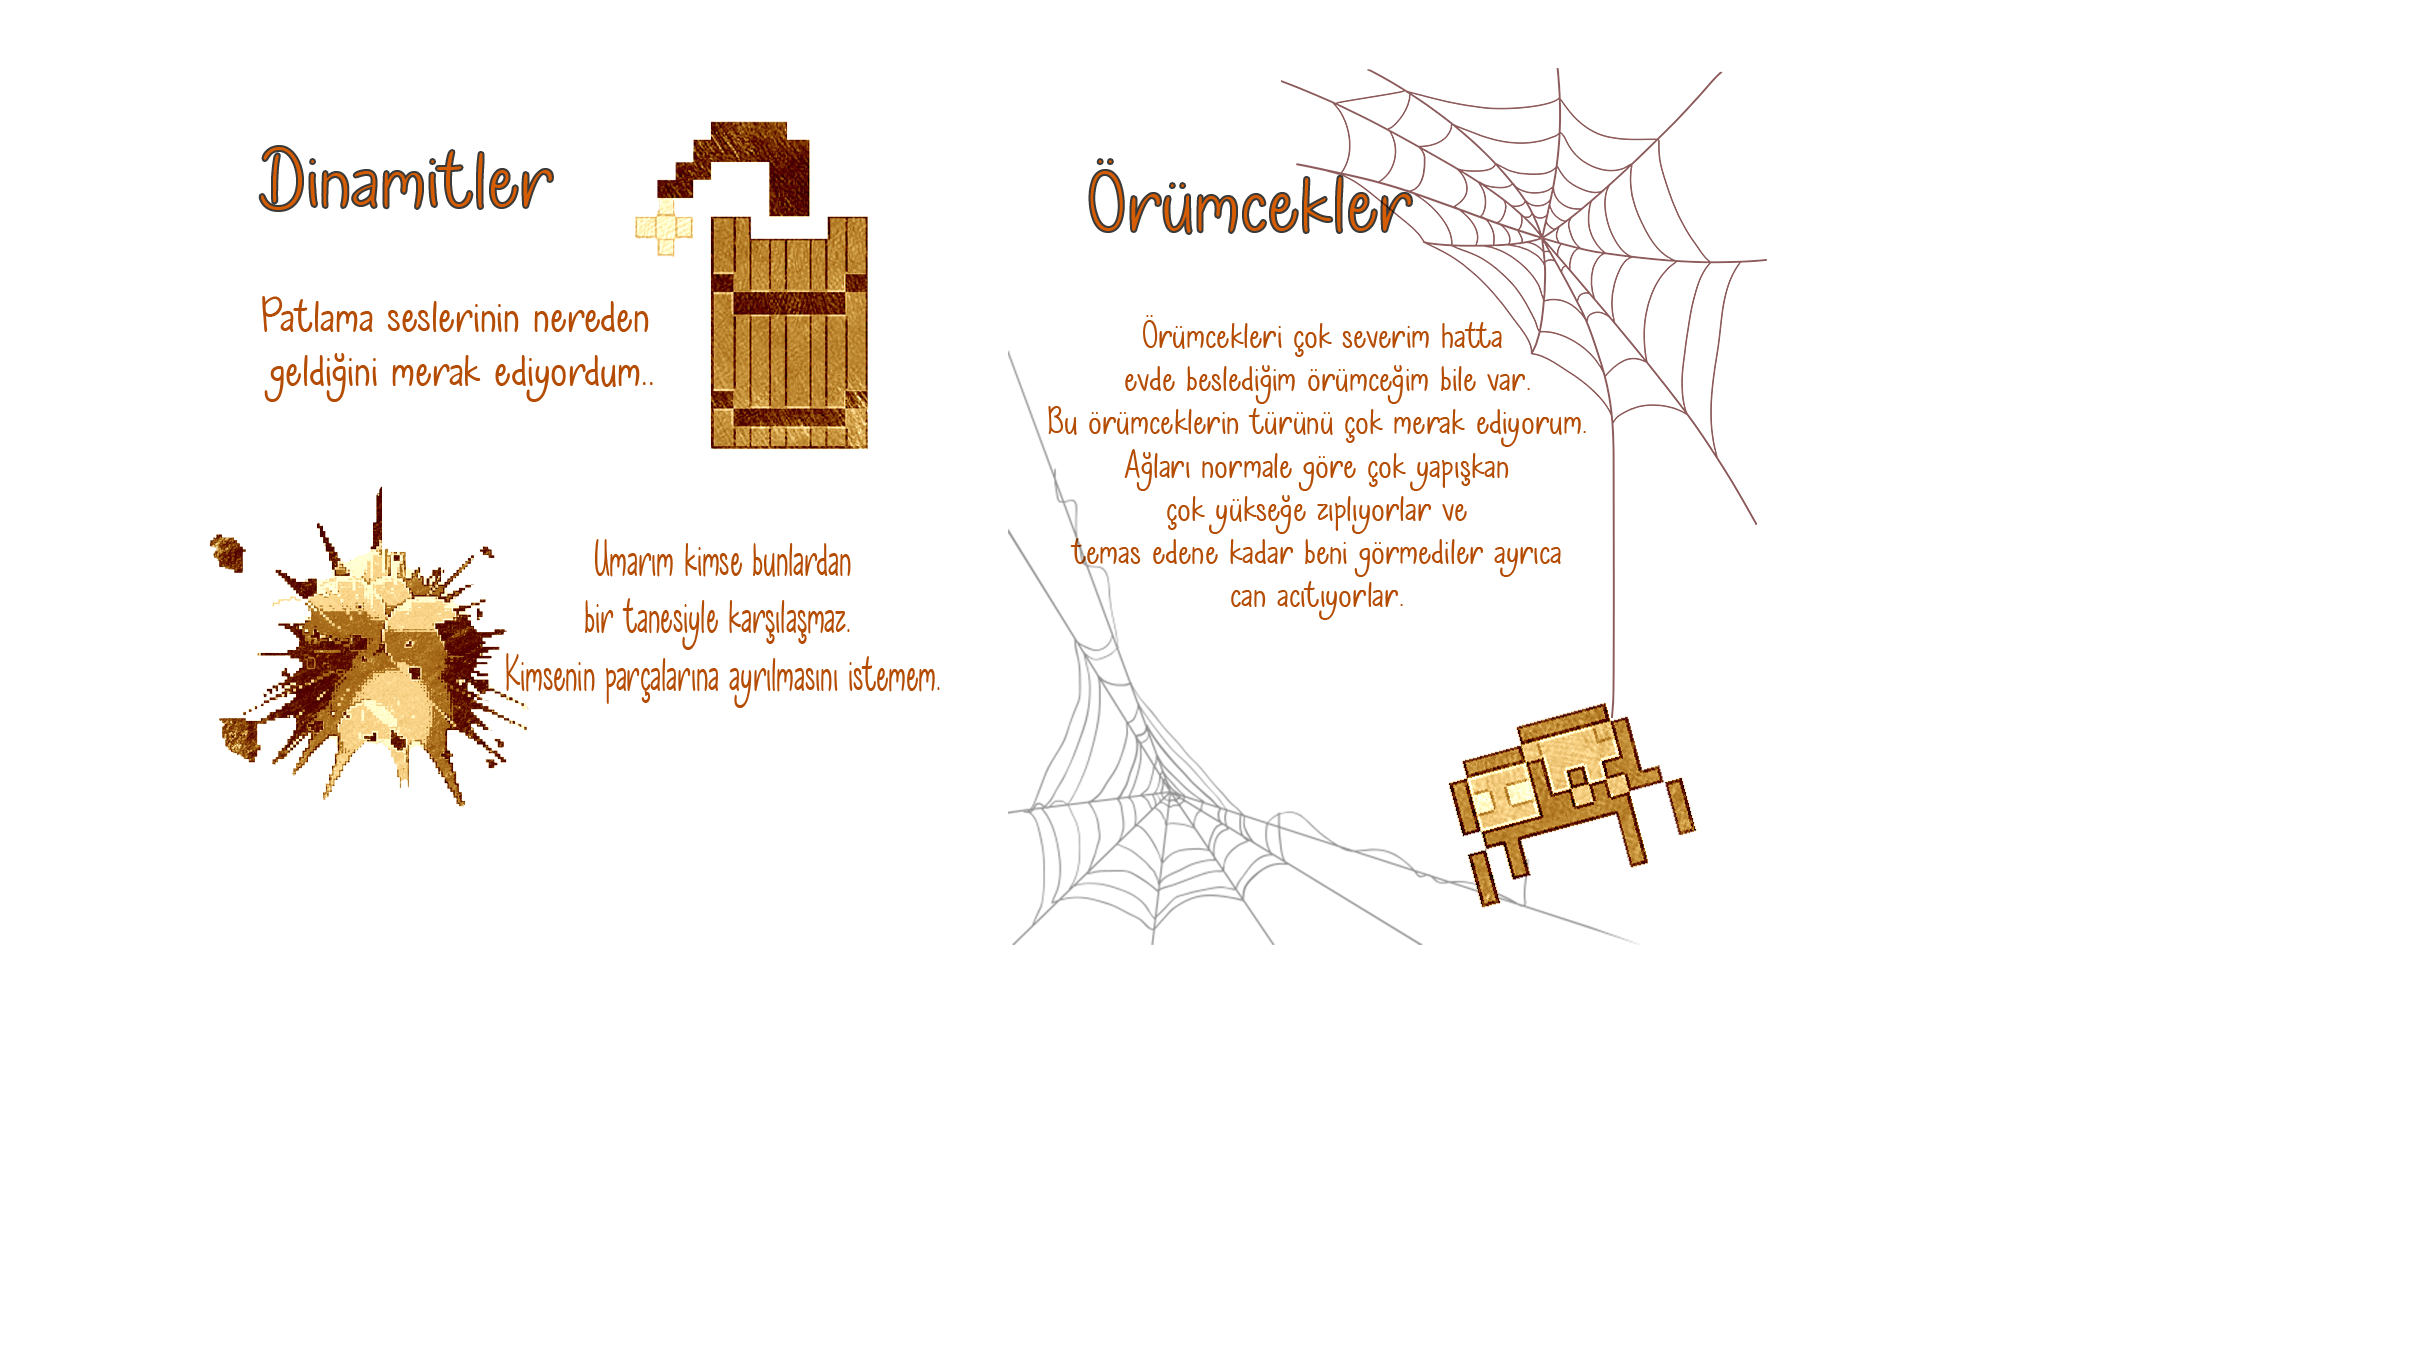 Dinamitler
Patlama seslerinin nereden
geldiğini merak ediyordum..
Umarım kimse bunlardan
bir tanesiyle karşılaşmaz.
Kimsenin parçalarına ayrılmasını istemem.
Örümcekler
Örümcekleri çok severim hatta
evde beslediğim örümceğim bile var.
Bu örümceklerin türünü çok merak ediyorum.
Ağları normale göre çok yapışkan
çok yükseğe zıplıyorlar ve
temas edene kadar beni görmediler ayrıca
can acıtıyorlar.